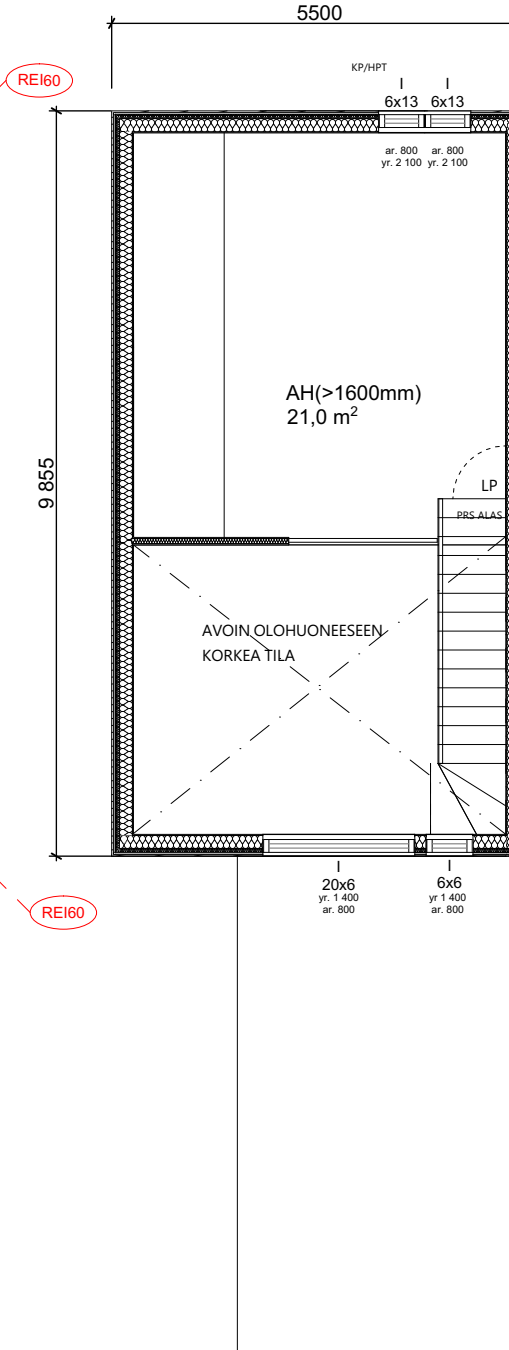 5500
REI60
KP/HPT
6x13 6x13
ar. 800 ar. 800
yr. 2 100 yr. 2 100
AH(>1600mm)
21,0 m²
9 855
LP
PRS ALAS
AVOIN OLOHUONEESEEN
KORKEA TILA
20x6 6x6
yr. 1 400 yr 1 400
ar. 800 ar. 800
REI60